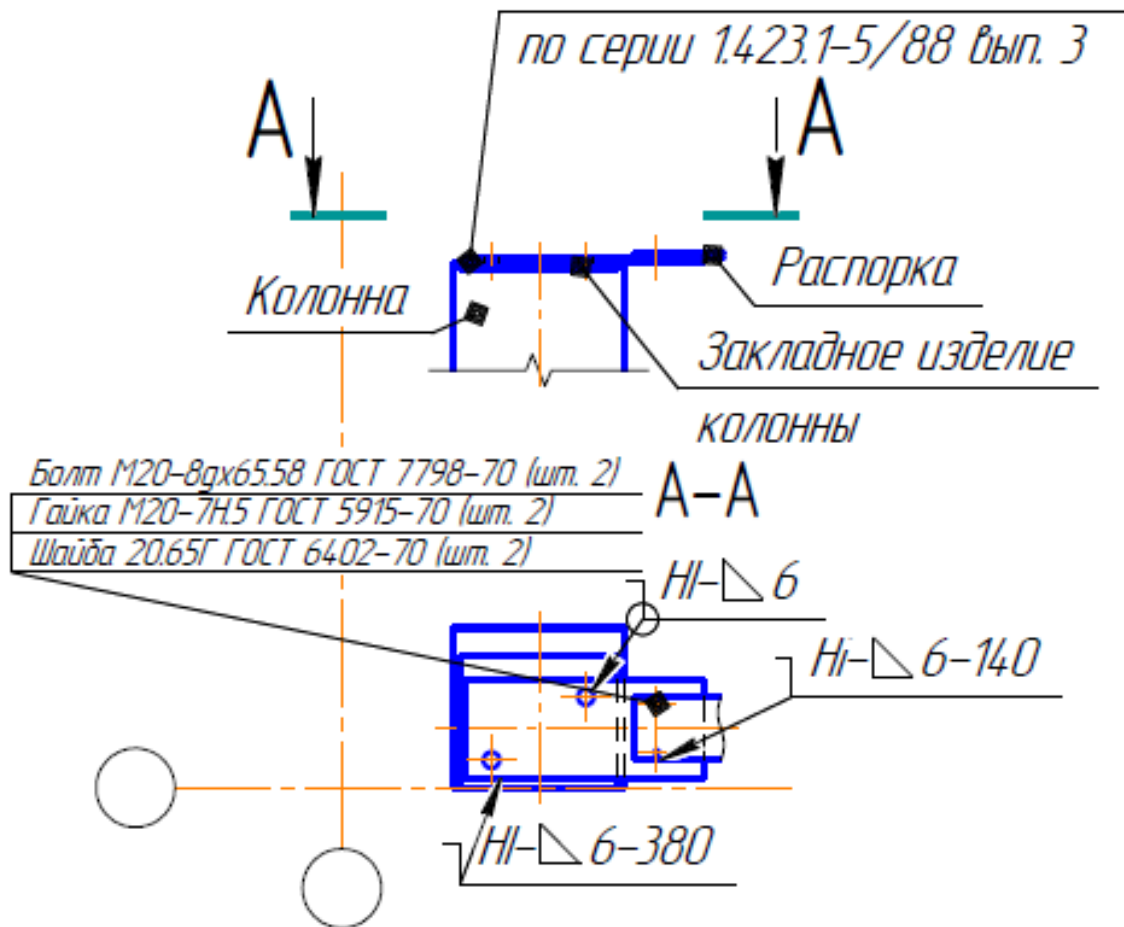 по серии 1.423.1-5/88 вып. 3
А
А
Колонна
Распорка
Закладное изделие
колонны
Болт М20-8gх65.58 ГОСТ 7798-70 (шт. 2)
Гайка М20-7Н.5 ГОСТ 5915-70 (шт. 2)
Шайба 20.65Г ГОСТ 6402-70 (шт. 2)
А-А
Н1-◺ 6
Н1-◺ 6-140
Н1-◺ 6-380